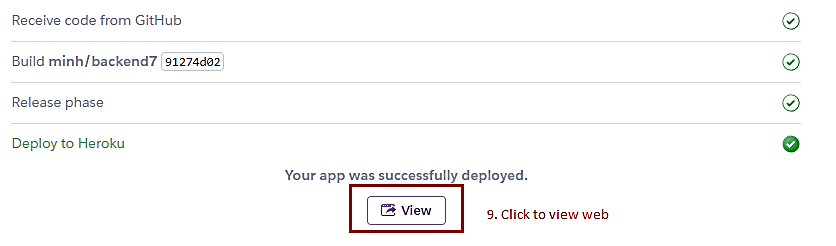 Receive code from GitHub
Build minh/backend7 91274d02
Release phase
Deploy to Heroku
Your app was successfully deployed.
View
9. Click to view web